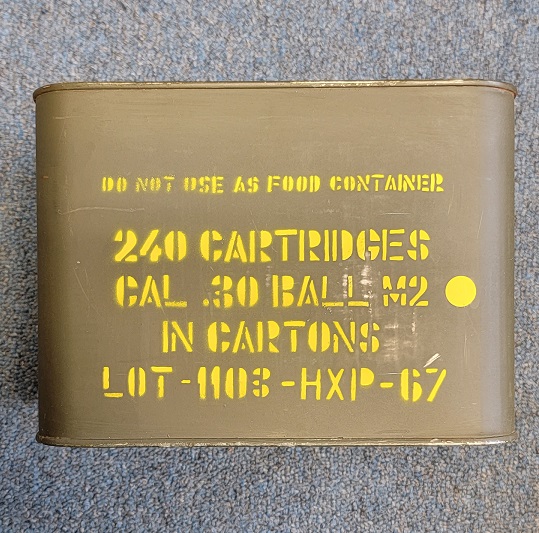 DO NOT USE AS FOOD CONTAINER
240 CARTRIDGES
CAL .30 BALL M2
IN CARTONS
LOT-1103-HXP-67